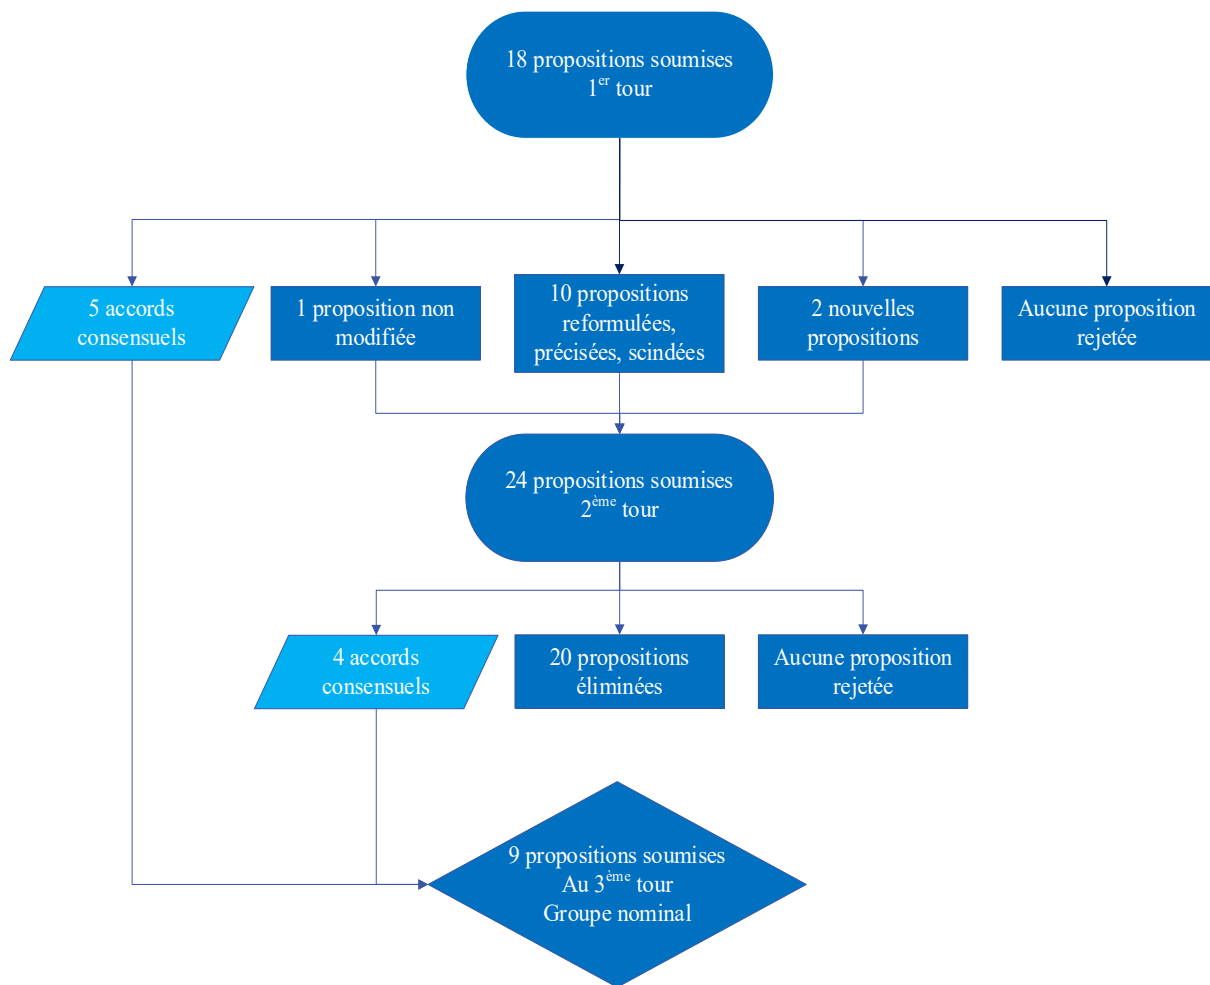 18 propositions soumises
1er tour
5 accords
consensuels
1 proposition non
modifiée
10 propositions
reformulées,
précisées, scindées
2 nouvelles
propositions
Aucune proposition
rejetée
24 propositions soumises
2ème tour
4 accords
consensuels
20 propositions
éliminées
Aucune proposition
rejetée
9 propositions soumises
Au 3ème tour
Groupe nominal